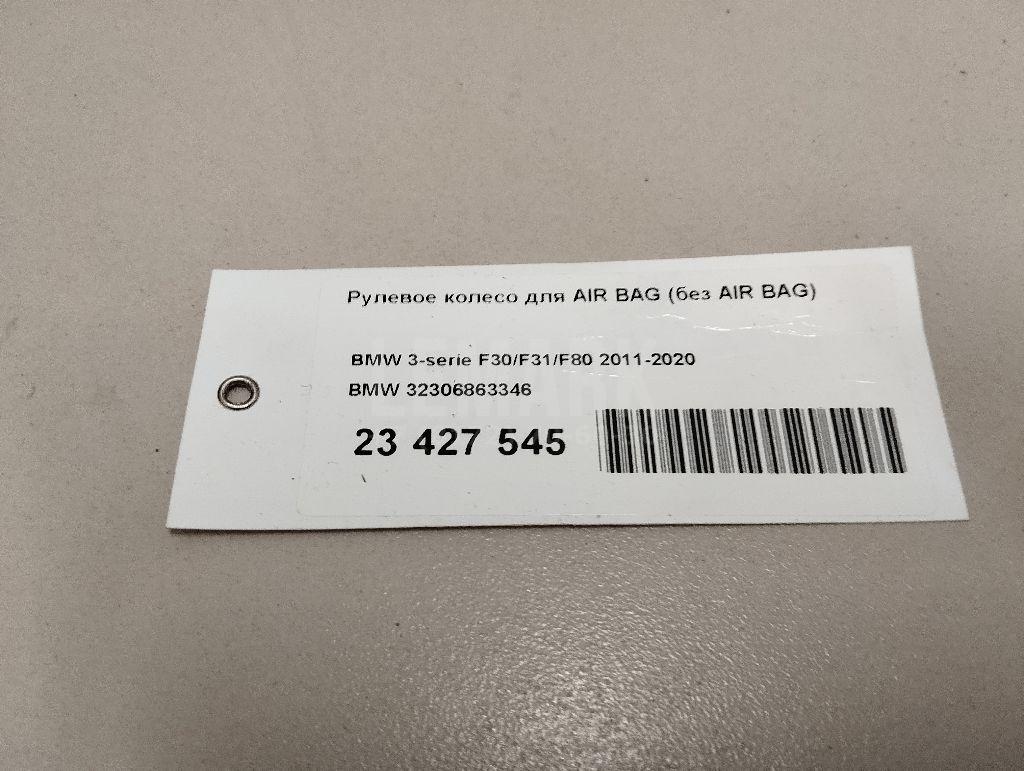 Рулевое колесо для AIR BAG (без AIR BAG)
BMW 3-serie F30/F31/F80 2011-2020
BMW 32306863346
23 427 545
LEMARK